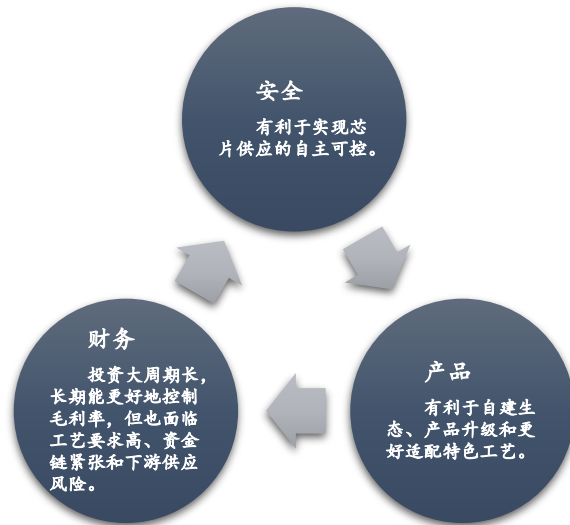 安全
有利于实现芯
片供应的自主可控。
产品
有利于自建生
态、产品升级和更
好适配特色工艺。
财务
投资大周期长，
长期能更好地控制
毛利率，但也面临
工艺要求高、资金
链紧张和下游供应
风险。